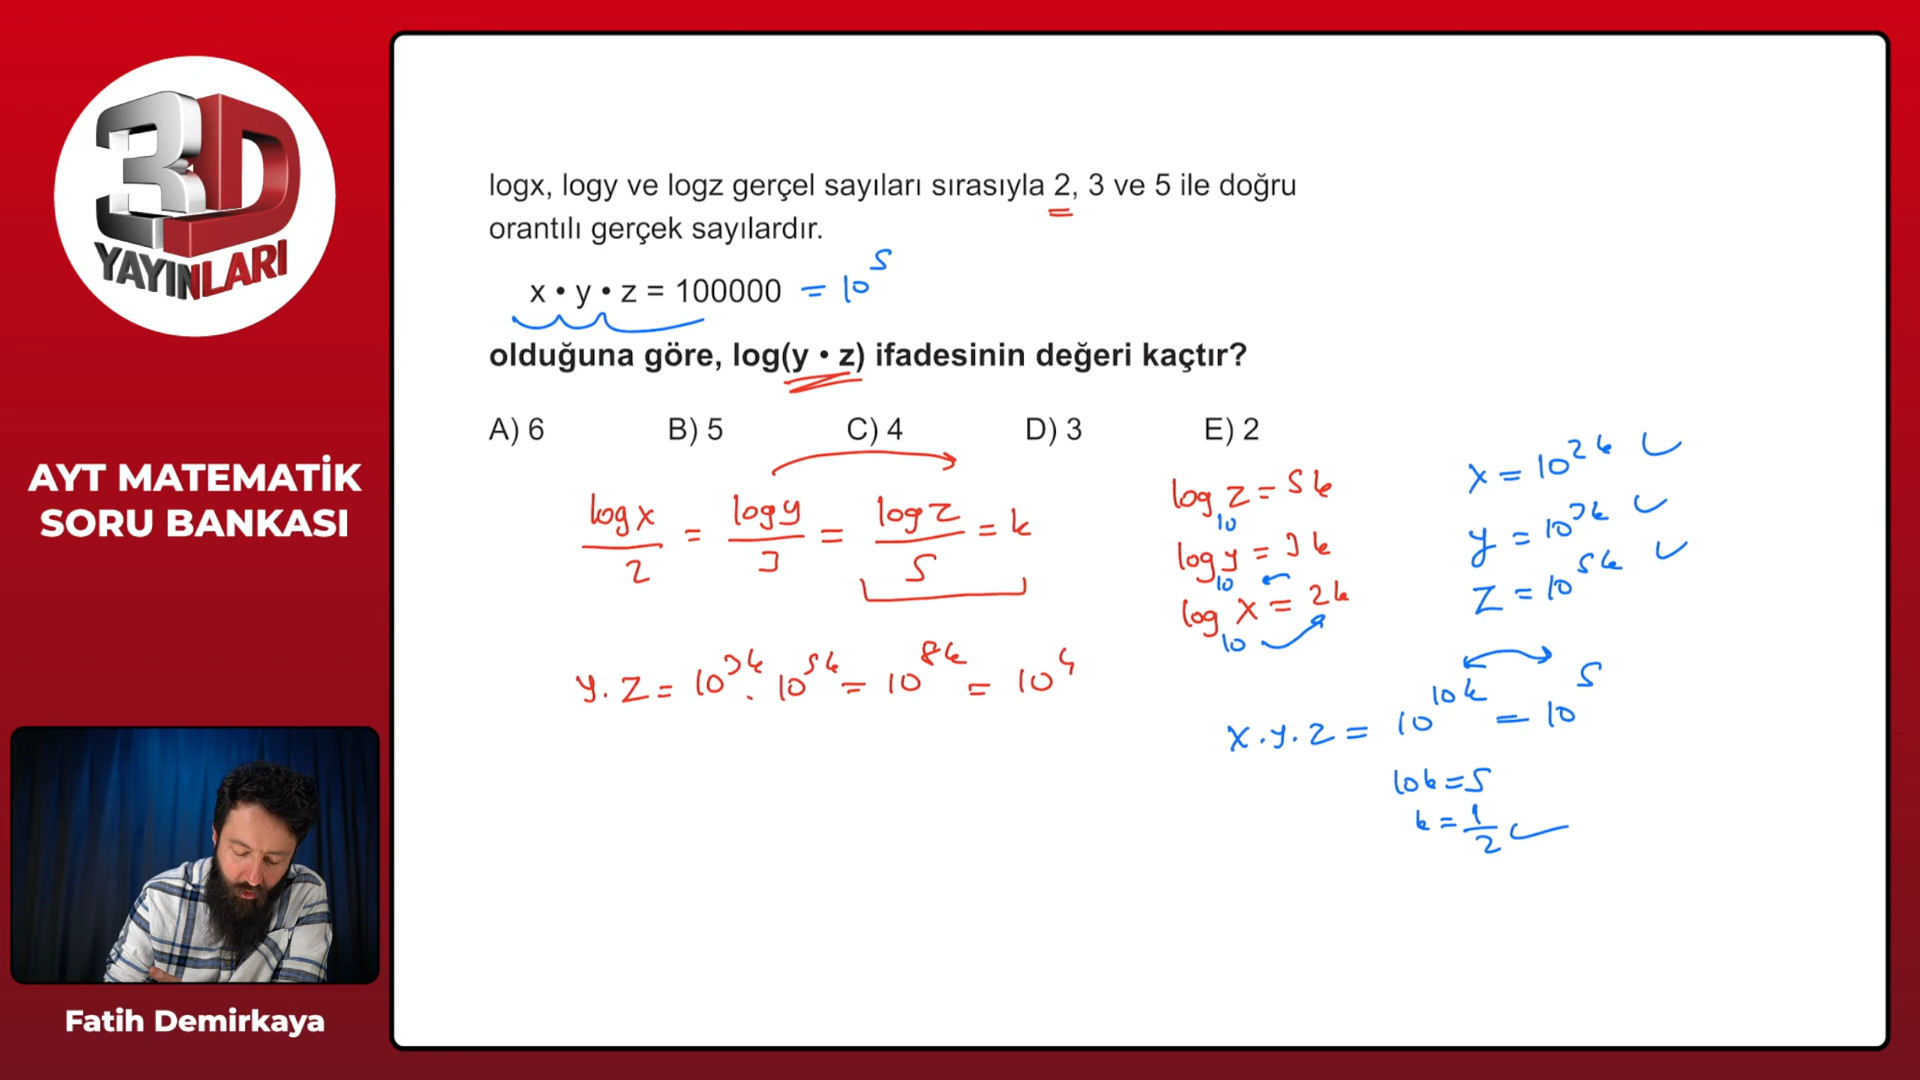 3D
YAYINLARI
AYT MATEMATİK
SORU BANKASI
Fatih Demirkaya
logx, logy ve logz gerçel sayıları sırasıyla 2, 3 ve 5 ile doğru
orantılı gerçek sayılardır.
x • y • z = 100000 = 10^5
olduğuna göre, log(y • z) ifadesinin değeri kaçtır?
A) 6 B) 5 C) 4 D) 3 E) 2
logx/2 = logy/3 = logz/5 = k
y.z = 10^3k . 10^5k = 10^8k = 10^4
log_10 z = 5k
log_10 y = 3k
log_10 x = 2k
x = 10^2k
y = 10^3k
z = 10^5k
x.y.z = 10^10k = 10^5
10k = 5
k = 1/2